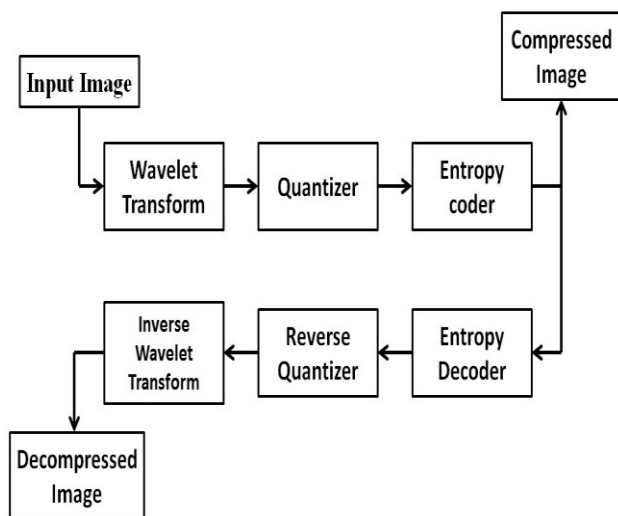 Compressed
Image
Input Image
Wavelet
Transform
Quantizer
Entropy
coder
Inverse
Wavelet
Transform
Reverse
Quantizer
Entropy
Decoder
Decompressed
Image